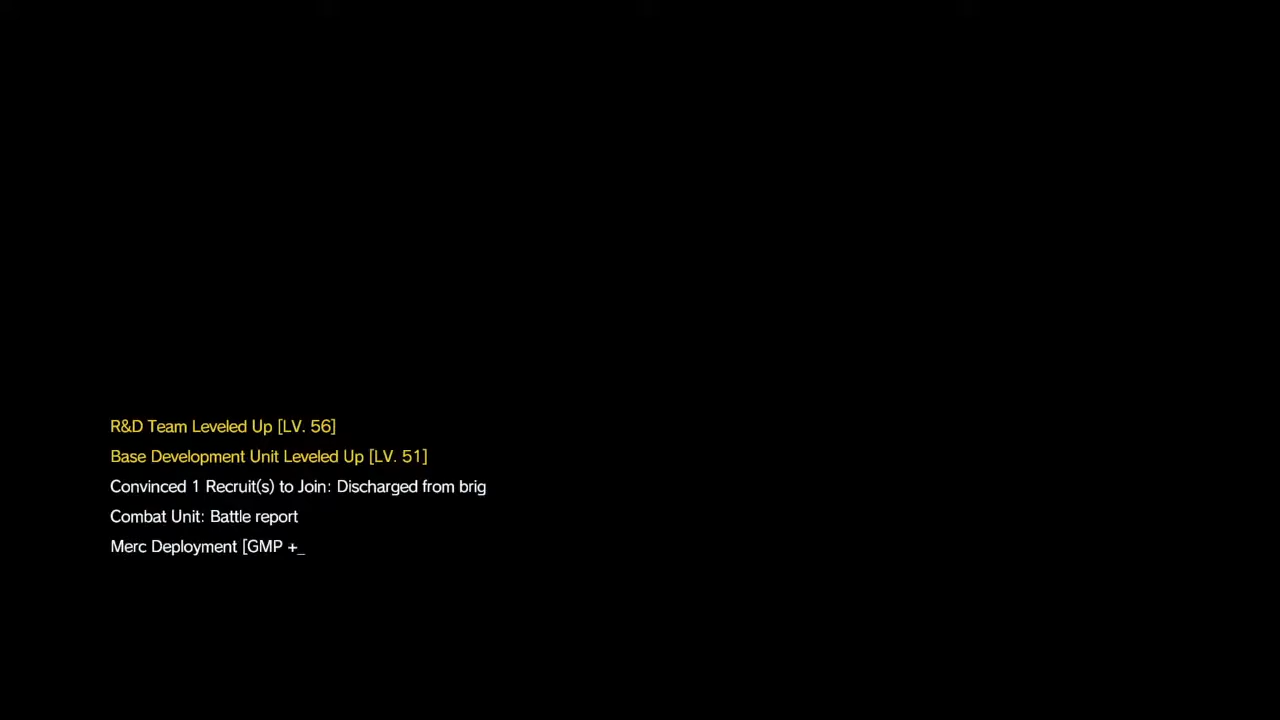 R&D Team Leveled Up [LV. 56]
Base Development Unit Leveled Up [LV. 51]
Convinced 1 Recruit(s) to Join: Discharged from brig
Combat Unit: Battle report
Merc Deployment [GMP +_